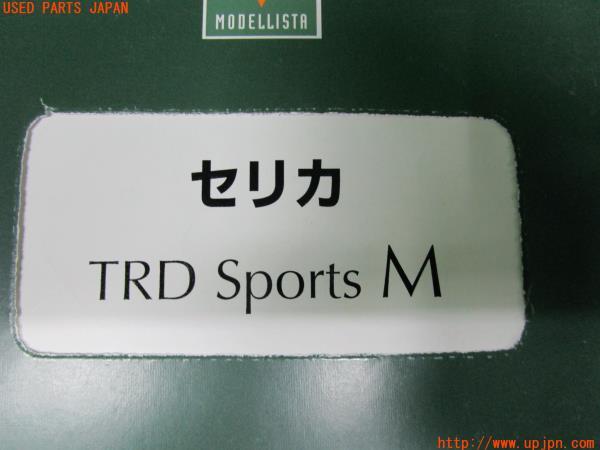 USED PARTS JAPAN
MODELLISTA
セリカ
TRD Sports M
http://www.upjpn.com/